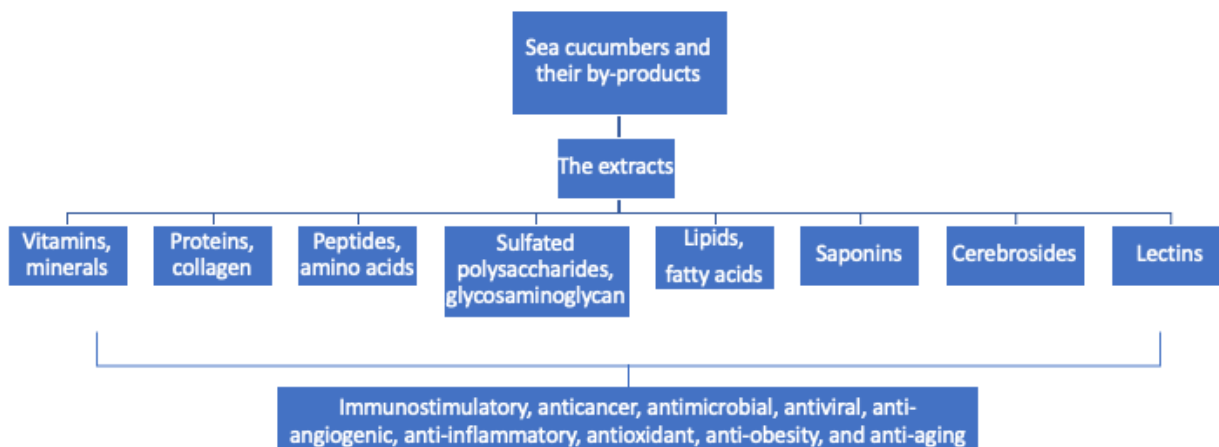 Sea cucumbers and
their by-products
The extracts
Vitamins,
minerals
Proteins,
collagen
Peptides,
amino acids
Sulfated
polysaccharides,
glycosaminoglycan
Lipids,
fatty acids
Saponins
Cerebrosides
Lectins
Immunostimulatory, anticancer, antimicrobial, antiviral, anti-
angiogenic, anti-inflammatory, antioxidant, anti-obesity, and anti-aging